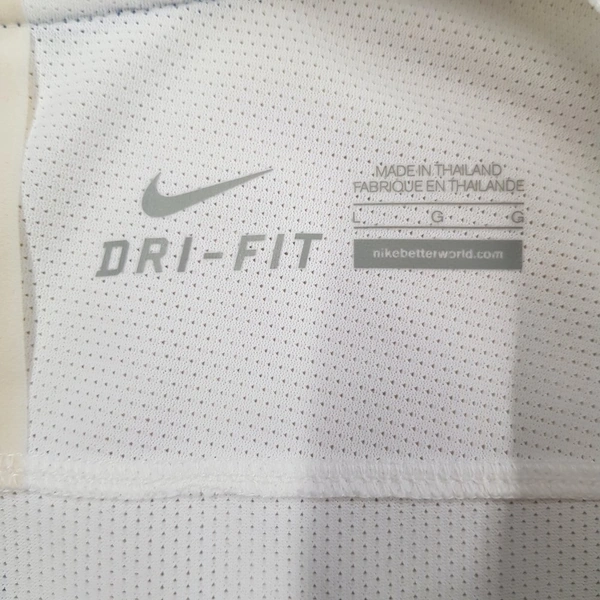 DRI-FIT
MADE IN THAILAND
FABRIQUE EN THAILANDE
L G G
nikebetterworld.com